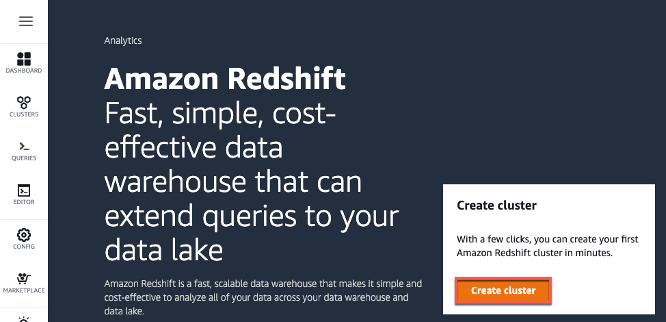 Analytics
Amazon Redshift
Fast, simple, cost-
effective data
warehouse that can
extend queries to your
data lake
Amazon Redshift is a fast, scalable data warehouse that makes it simple and
cost-effective to analyze all of your data across your data warehouse and
data lake.
Create cluster
With a few clicks, you can create your first
Amazon Redshift cluster in minutes.
Create cluster
DASHBOARD
CLUSTERS
QUERIES
EDITOR
CONFIG
MARKETPLACE